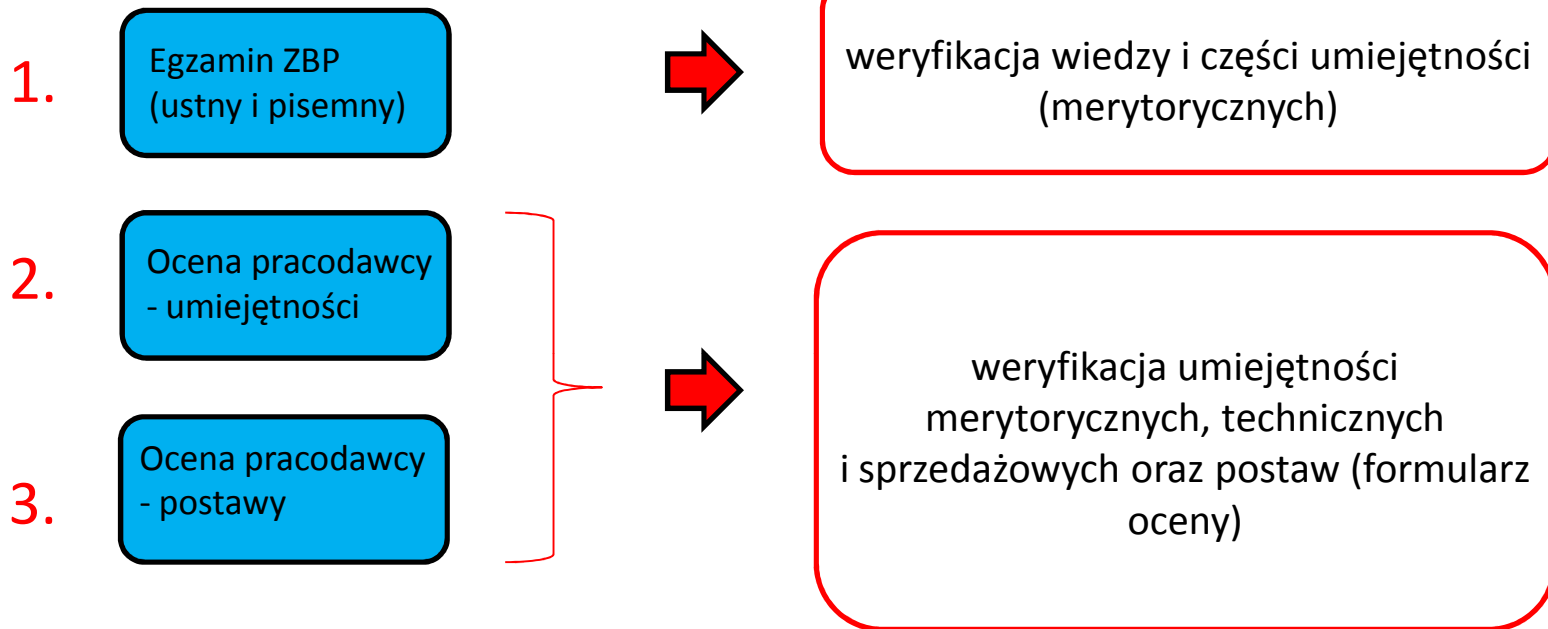 1.
Egzamin ZBP
(ustny i pisemny)
weryfikacja wiedzy i części umiejętności
(merytorycznych)
2.
Ocena pracodawcy
- umiejętności
3.
Ocena pracodawcy
- postawy
weryfikacja umiejętności
merytorycznych, technicznych
i sprzedażowych oraz postaw (formularz
oceny)